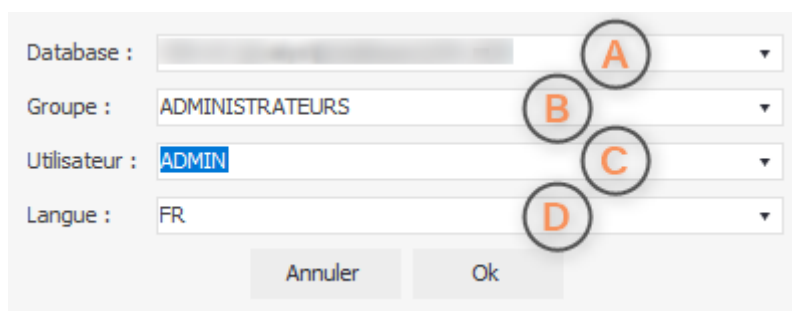 Database : A
Groupe : ADMINISTRATEURS B
Utilisateur : ADMIN C
Langue : FR D
Annuler Ok